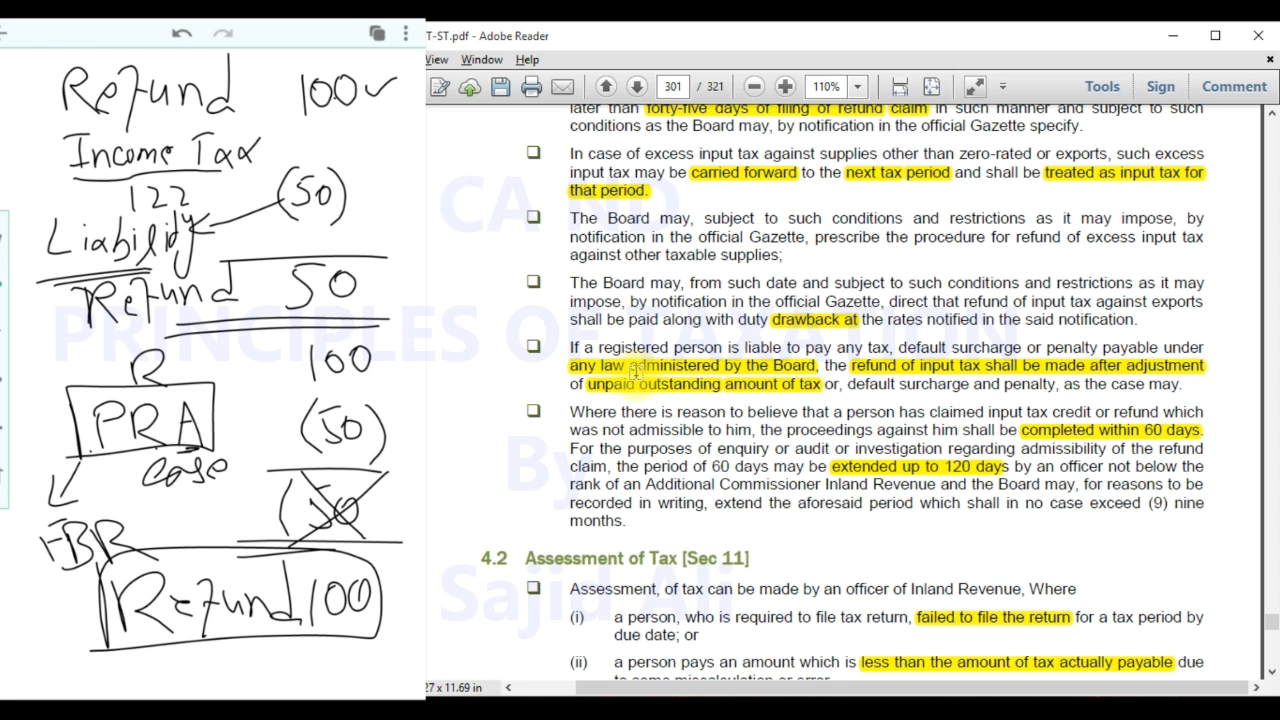 Refund 100
Income Tax
122 (50)
Liability
Refund 50
R 100
PRA (50)
case
(50
FBR
Refund 100
T-ST.pdf - Adobe Reader
View Window Help
301 / 321 110% Tools Sign Comment
later than forty-five days of filing of refund claim in such manner and subject to such
conditions as the Board may, by notification in the official Gazette specify.
In case of excess input tax against supplies other than zero-rated or exports, such excess
input tax may be carried forward to the next tax period and shall be treated as input tax for
that period.
The Board may, subject to such conditions and restrictions as it may impose, by
notification in the official Gazette, prescribe the procedure for refund of excess input tax
against other taxable supplies;
The Board may, from such date and subject to such conditions and restrictions as it may
impose, by notification in the official Gazette, direct that refund of input tax against exports
shall be paid along with duty drawback at the rates notified in the said notification.
If a registered person is liable to pay any tax, default surcharge or penalty payable under
any law administered by the Board, the refund of input tax shall be made after adjustment
of unpaid outstanding amount of tax or, default surcharge and penalty, as the case may.
Where there is reason to believe that a person has claimed input tax credit or refund which
was not admissible to him, the proceedings against him shall be completed within 60 days.
For the purposes of enquiry or audit or investigation regarding admissibility of the refund
claim, the period of 60 days may be extended up to 120 days by an officer not below the
rank of an Additional Commissioner Inland Revenue and the Board may, for reasons to be
recorded in writing, extend the aforesaid period which shall in no case exceed (9) nine
months.
4.2 Assessment of Tax [Sec 11]
Assessment, of tax can be made by an officer of Inland Revenue, Where
(i) a person, who is required to file tax return, failed to file the return for a tax period by
due date; or
(ii) a person pays an amount which is less than the amount of tax actually payable due
to some miscalculation or error
27 x 11.69 in
CA ND
PRINCIPLES OF TAXATION
By
Sajid Ali